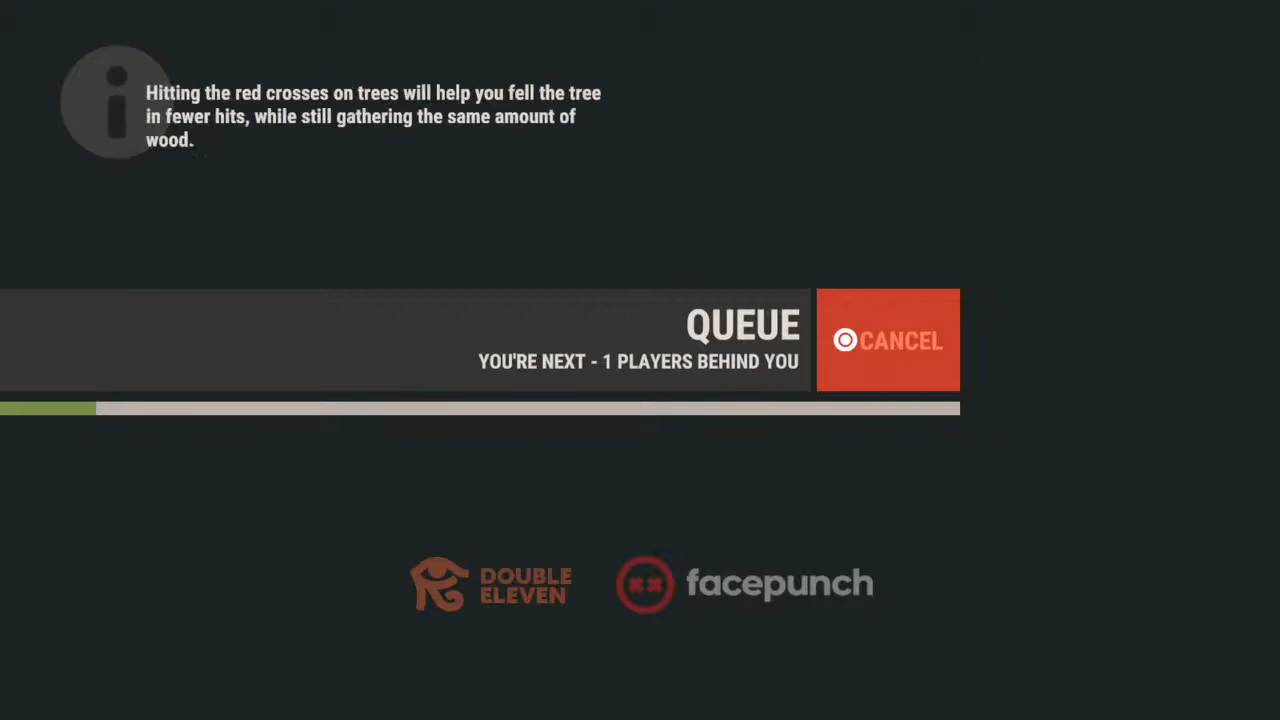 Hitting the red crosses on trees will help you fell the tree
in fewer hits, while still gathering the same amount of
wood.
QUEUE
YOU'RE NEXT - 1 PLAYERS BEHIND YOU
CANCEL
DOUBLE
ELEVEN
facepunch